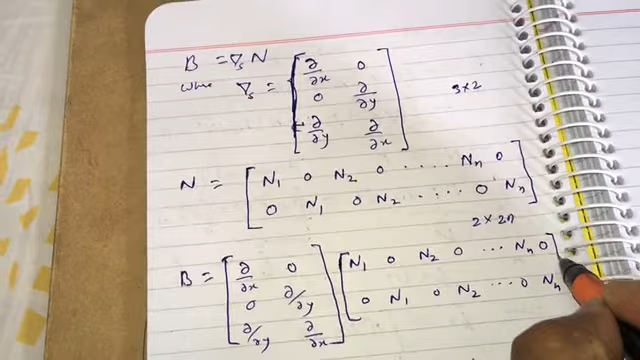 B = ∇s N
where ∇s = [ ∂/∂x 0
0 ∂/∂y
∂/∂y ∂/∂x ] 3×2
N = [ N1 0 N2 0 .... Nn 0
0 N1 0 N2 ...... 0 Nn ]
2 × 2n
B = [ ∂/∂x 0 [ N1 0 N2 0 ... Nn 0 ]
0 ∂/∂y 0 N1 0 N2 ... 0 Nn
∂/∂y ∂/∂x ]